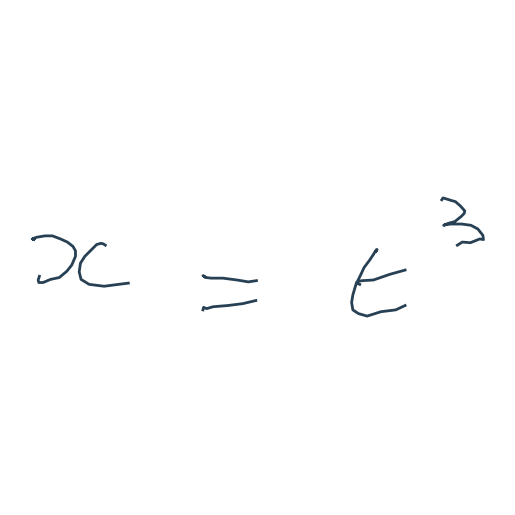 x = t³